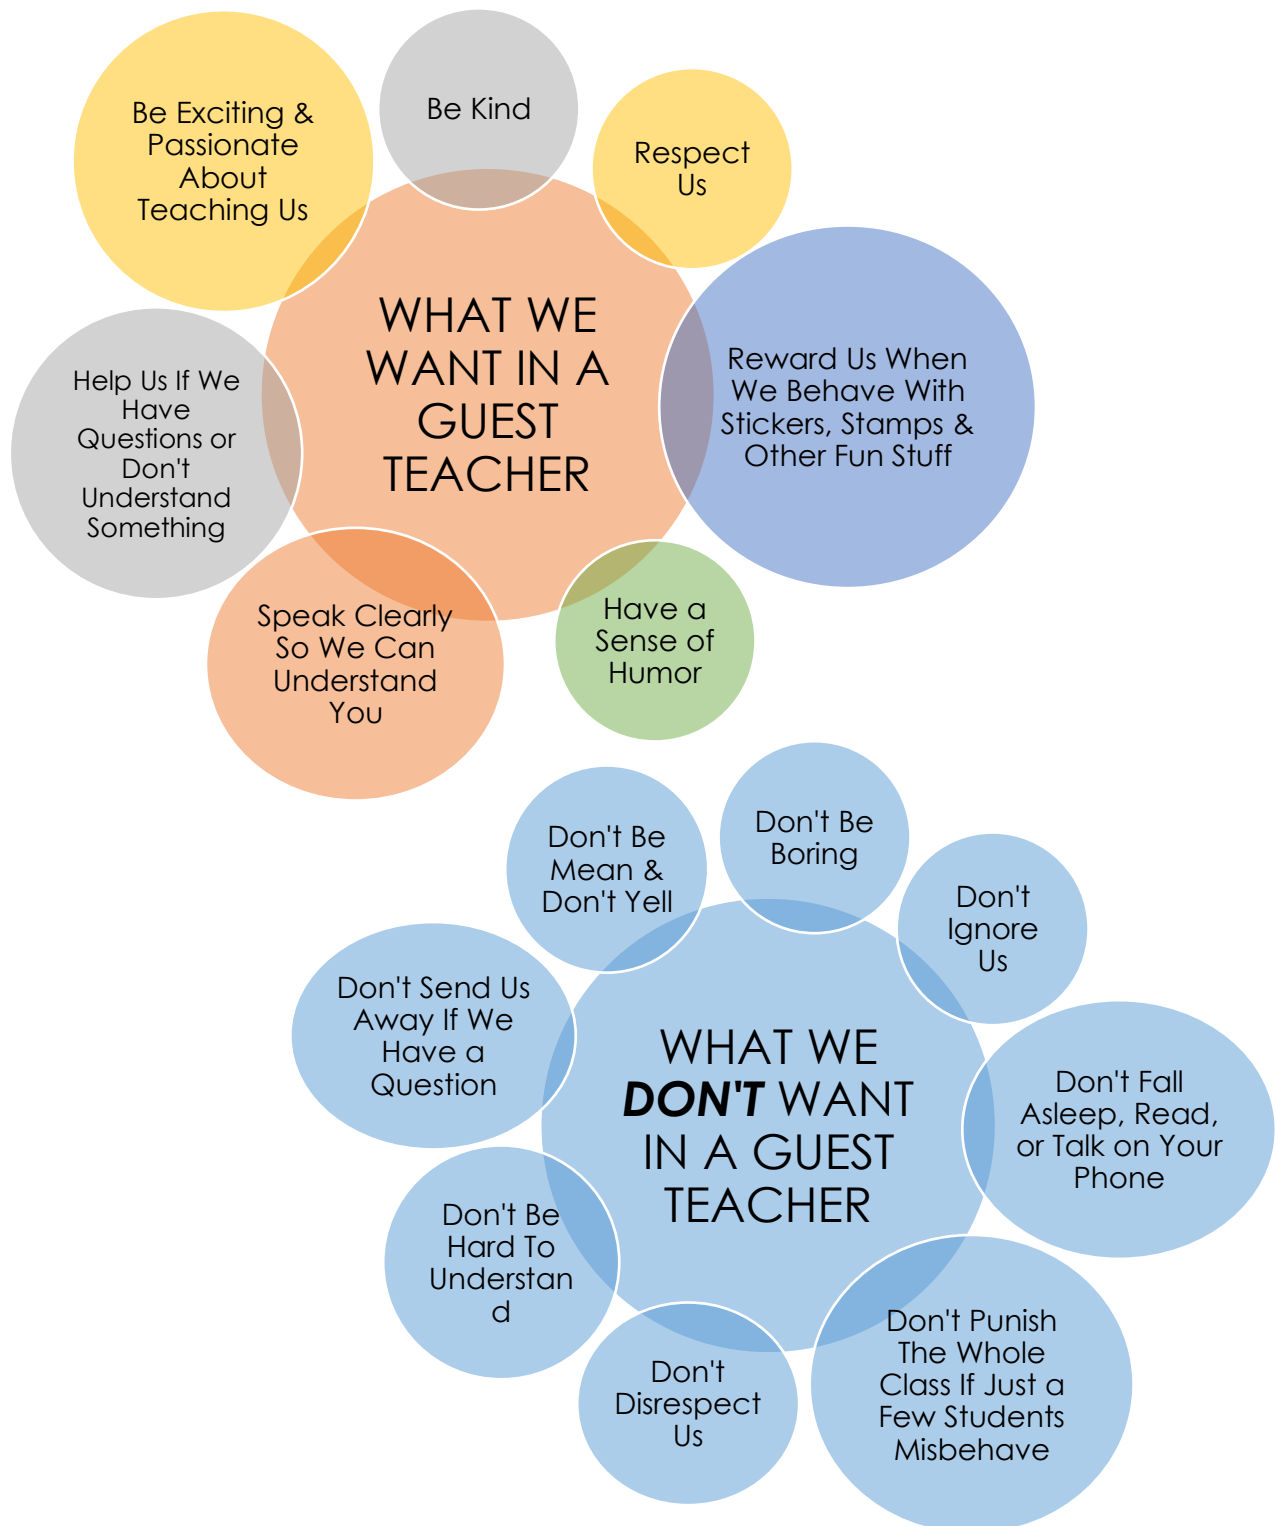 Be Exciting &
Passionate
About
Teaching Us
Be Kind
Respect
Us
WHAT WE
WANT IN A
GUEST
TEACHER
Reward Us When
We Behave With
Stickers, Stamps &
Other Fun Stuff
Help Us If We
Have
Questions or
Don't
Understand
Something
Speak Clearly
So We Can
Understand
You
Have a
Sense of
Humor
Don't Be
Mean &
Don't Yell
Don't Be
Boring
Don't
Ignore
Us
Don't Send Us
Away If We
Have a
Question
WHAT WE
DON'T WANT
IN A GUEST
TEACHER
Don't Fall
Asleep, Read,
or Talk on Your
Phone
Don't Be
Hard To
Understan
d
Don't
Disrespect
Us
Don't Punish
The Whole
Class If Just a
Few Students
Misbehave